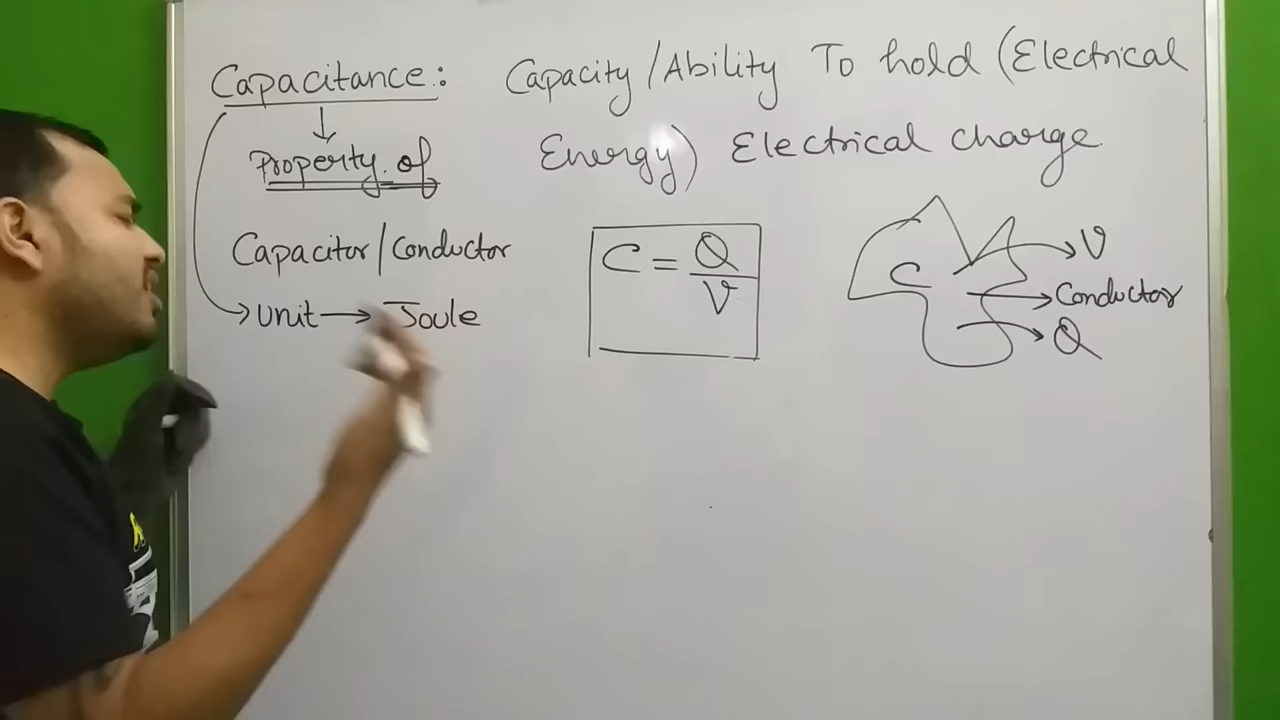 Capacitance: Capacity/Ability To hold (Electrical
Energy) Electrical charge.
Property of
Capacitor/Conductor
Unit → Joule
C = Q/V
C
V
Conductor
Q